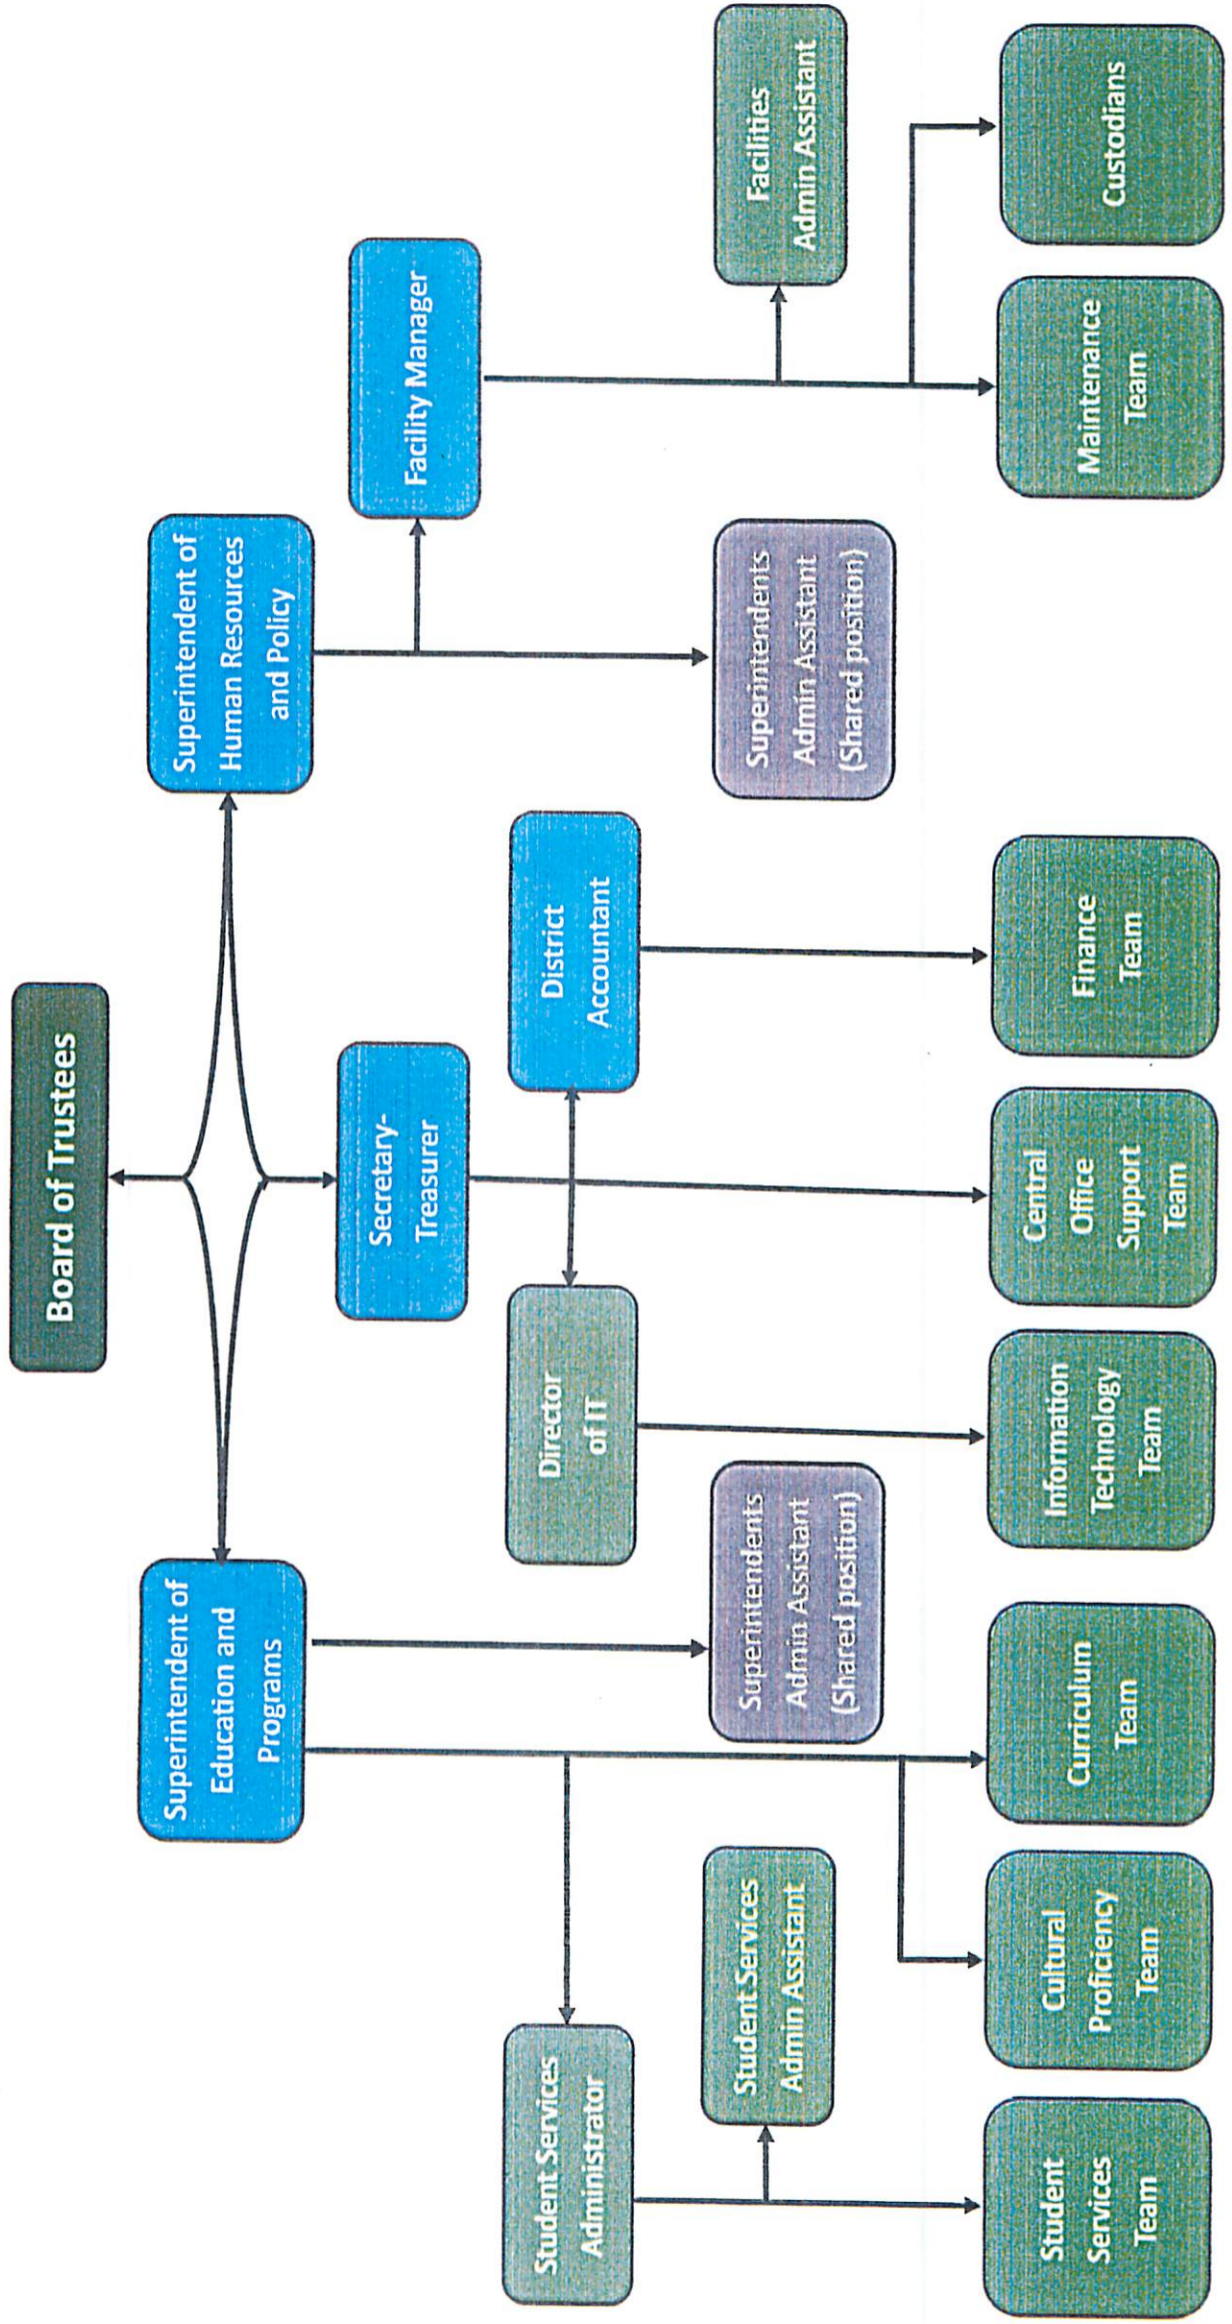 Board of Trustees
Superintendent of
Education and
Programs
Secretary-
Treasurer
Superintendent of
Human Resources
and Policy
Facility Manager
Student Services
Administrator
Director
of IT
District
Accountant
Student Services
Admin Assistant
Superintendents
Admin Assistant
(Shared position)
Superintendents
Admin Assistant
(Shared position)
Facilities
Admin Assistant
Student
Services
Team
Cultural
Proficiency
Team
Curriculum
Team
Information
Technology
Team
Central
Office
Support
Team
Finance
Team
Maintenance
Team
Custodians